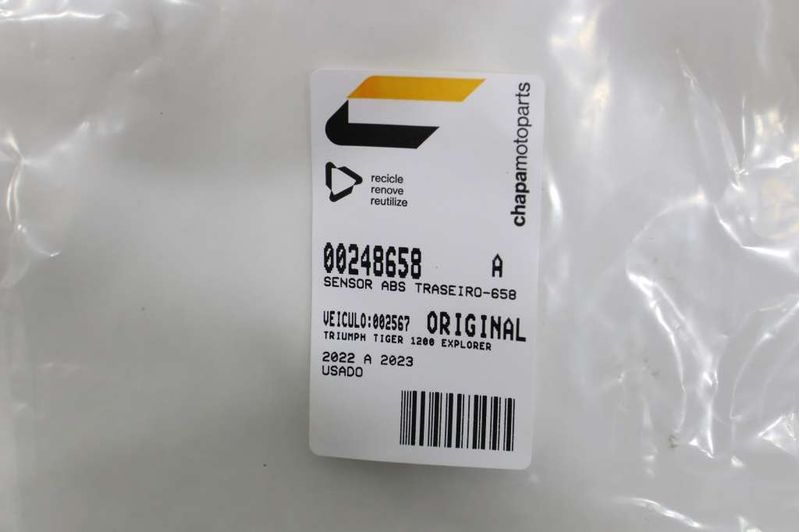 chapamotoparts
recicle
renove
reutilize
00248658 A
SENSOR ABS TRASEIRO-658
VEICULO:002567 ORIGINAL
TRIUMPH TIGER 1200 EXPLORER
2022 A 2023
USADO